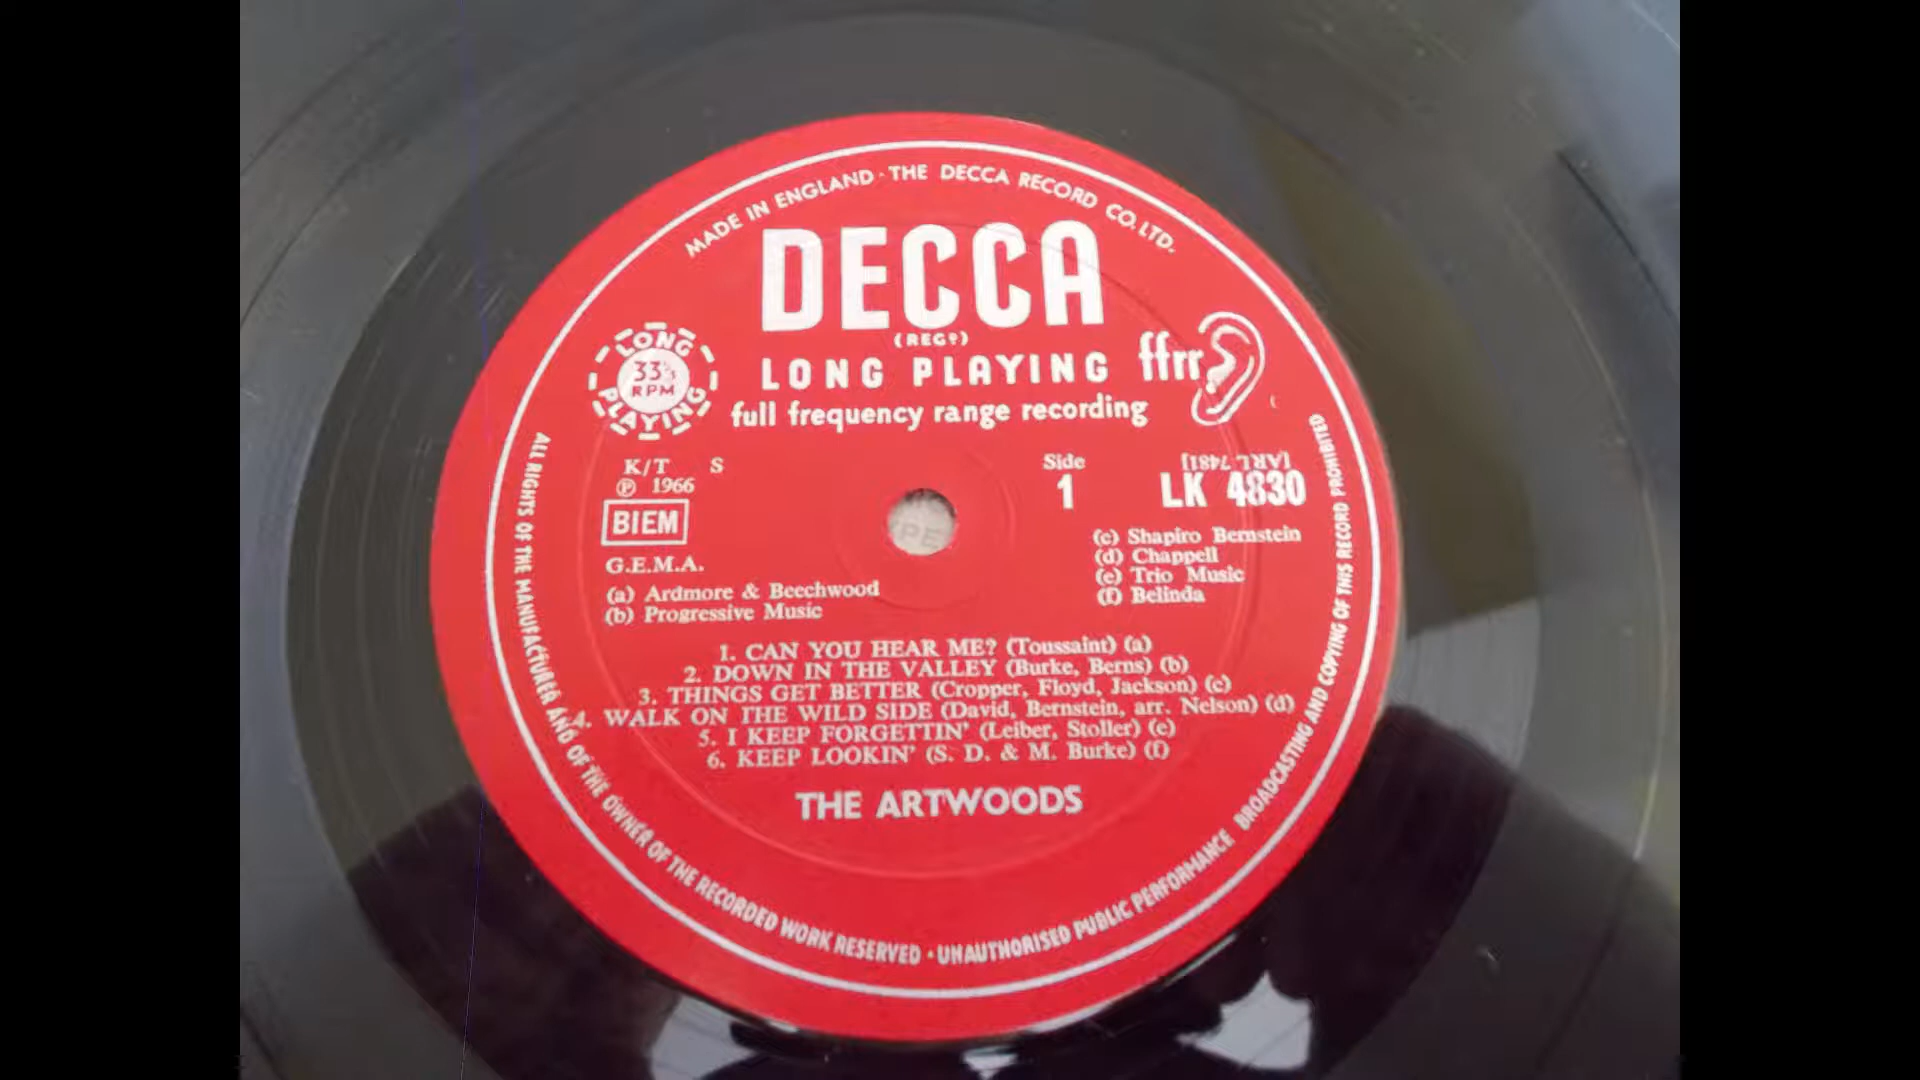 MADE IN ENGLAND · THE DECCA RECORD CO. LTD.
DECCA
(REGD)
LONG PLAYING
33⅓
RPM
LONG PLAYING ffrr
full frequency range recording
K/T S
℗ 1966
BIEM
G.E.M.A.
(a) Ardmore & Beechwood
(b) Progressive Music
Side
1
[ARL 7481]
LK 4830
(c) Shapiro Bernstein
(d) Chappell
(e) Trio Music
(f) Belinda
1. CAN YOU HEAR ME? (Toussaint) (a)
2. DOWN IN THE VALLEY (Burke, Berns) (b)
3. THINGS GET BETTER (Cropper, Floyd, Jackson) (c)
4. WALK ON THE WILD SIDE (David, Bernstein, arr. Nelson) (d)
5. I KEEP FORGETTIN' (Leiber, Stoller) (e)
6. KEEP LOOKIN' (S. D. & M. Burke) (f)
THE ARTWOODS
ALL RIGHTS OF THE MANUFACTURER AND OF THE OWNER OF THE RECORDED WORK RESERVED · UNAUTHORISED PUBLIC PERFORMANCE BROADCASTING AND COPYING OF THIS RECORD PROHIBITED